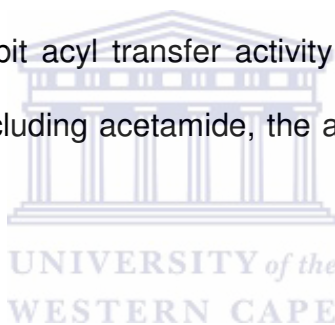 bit acyl transfer activity
cluding acetamide, the a
UNIVERSITY of the
WESTERN CAPE